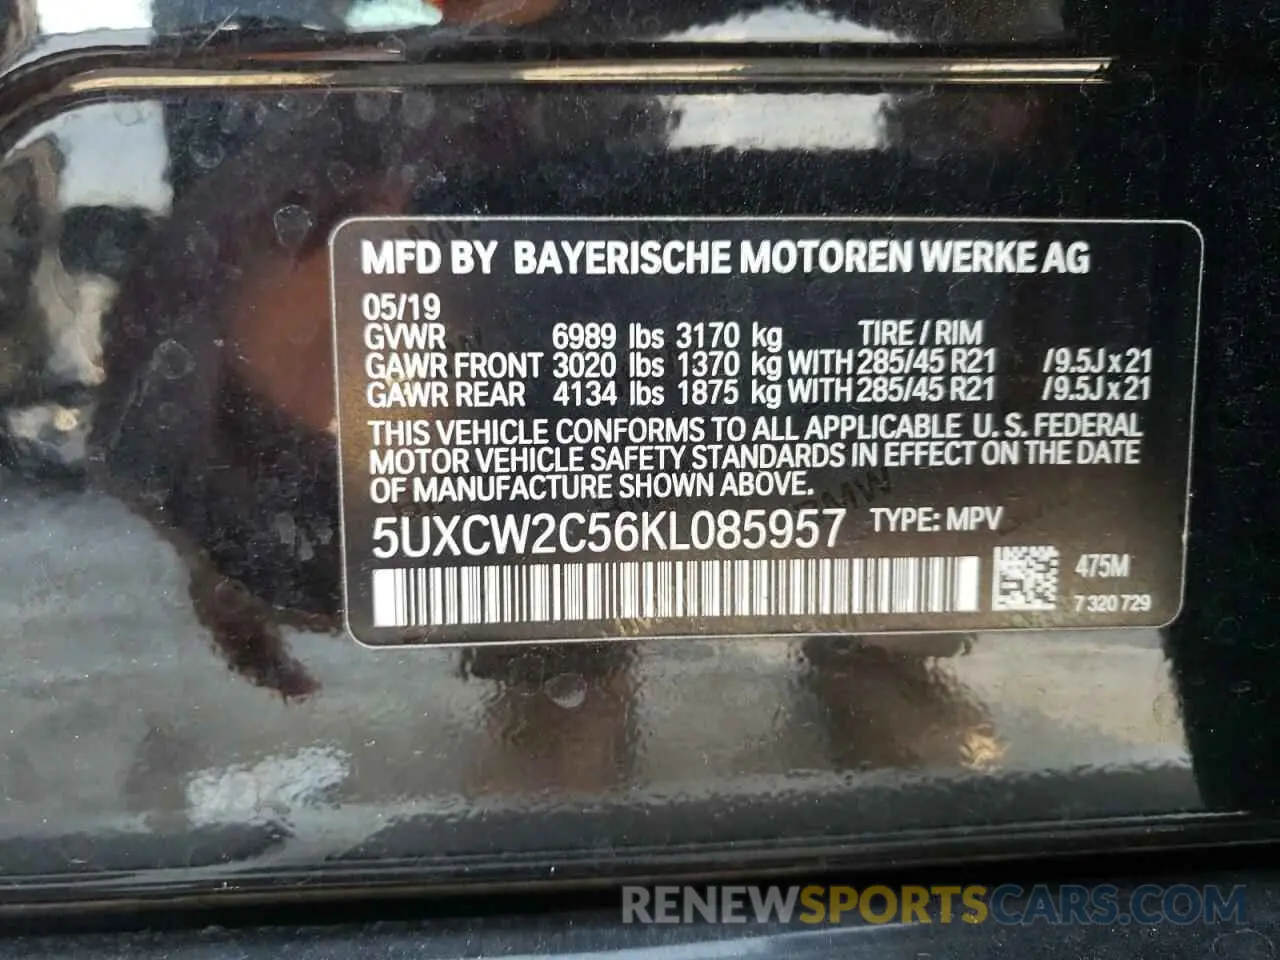 MFD BY BAYERISCHE MOTOREN WERKE AG
05/19
GVWR 6989 lbs 3170 kg TIRE / RIM
GAWR FRONT 3020 lbs 1370 kg WITH 285/45 R21 /9.5J x 21
GAWR REAR 4134 lbs 1875 kg WITH 285/45 R21 /9.5J x 21
THIS VEHICLE CONFORMS TO ALL APPLICABLE U.S. FEDERAL
MOTOR VEHICLE SAFETY STANDARDS IN EFFECT ON THE DATE
OF MANUFACTURE SHOWN ABOVE.
5UXCW2C56KL085957 TYPE: MPV
475M
7 320 729
RENEWSPORTSCARS.COM